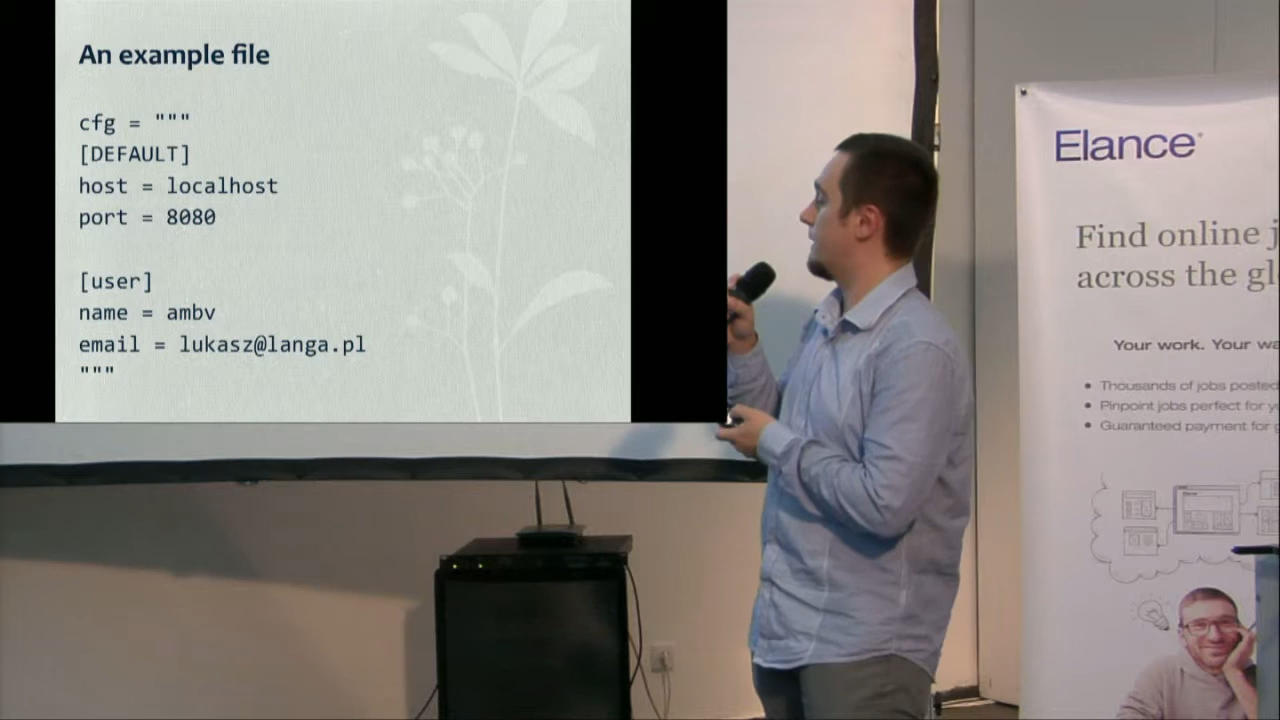 An example file
cfg = """
[DEFAULT]
host = localhost
port = 8080
[user]
name = ambv
email = lukasz@langa.pl
"""
Elance
Find online j
across the gl
Your work. Your wa
Thousands of jobs posted
Pinpoint jobs perfect for y
Guaranteed payment for g